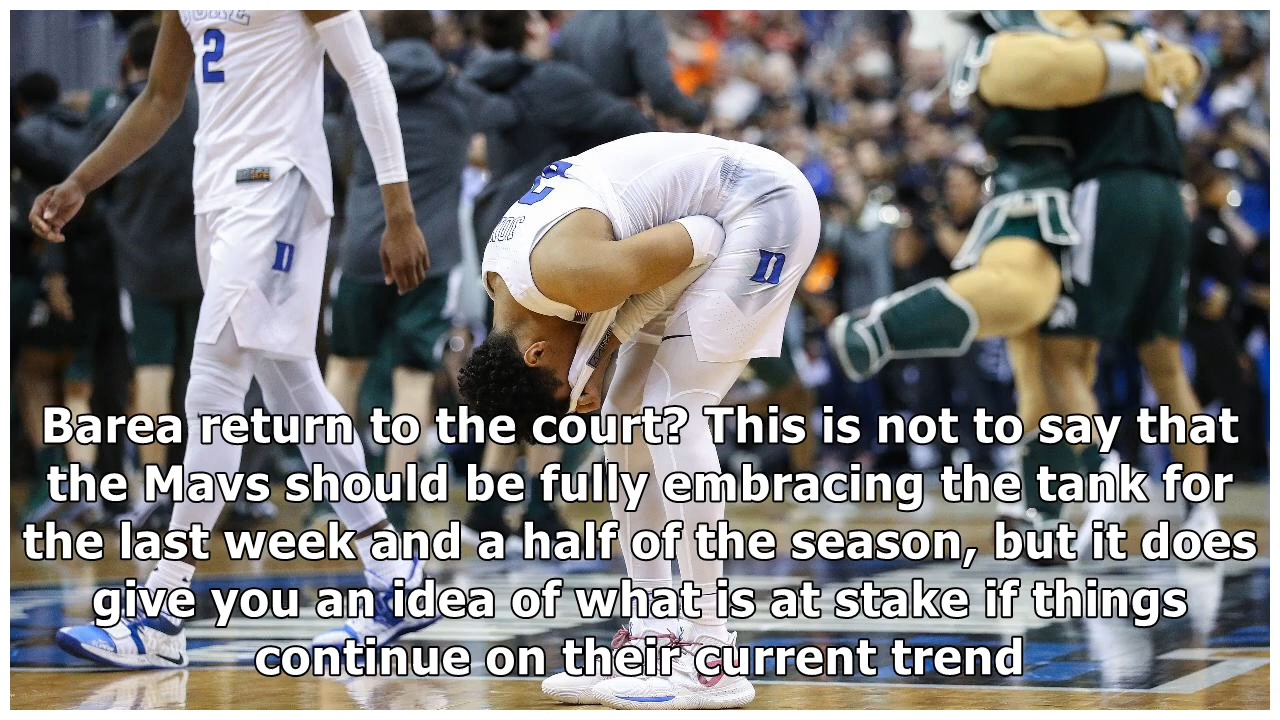 DUKE
2
D
D
Barea return to the court? This is not to say that
the Mavs should be fully embracing the tank for
the last week and a half of the season, but it does
give you an idea of what is at stake if things
continue on their current trend